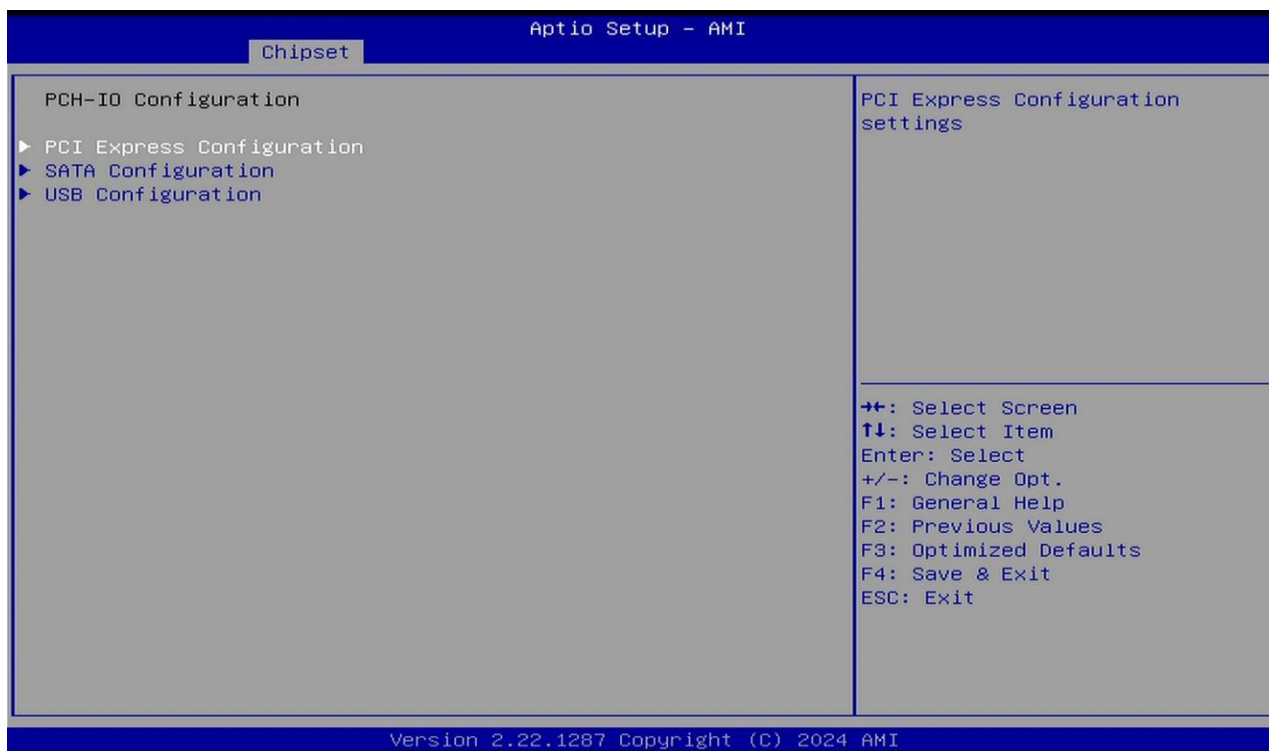 Aptio Setup – AMI
Chipset
PCH-IO Configuration
► PCI Express Configuration
► SATA Configuration
► USB Configuration
PCI Express Configuration
settings
→←: Select Screen
↑↓: Select Item
Enter: Select
+/-: Change Opt.
F1: General Help
F2: Previous Values
F3: Optimized Defaults
F4: Save & Exit
ESC: Exit
Version 2.22.1287 Copyright (C) 2024 AMI